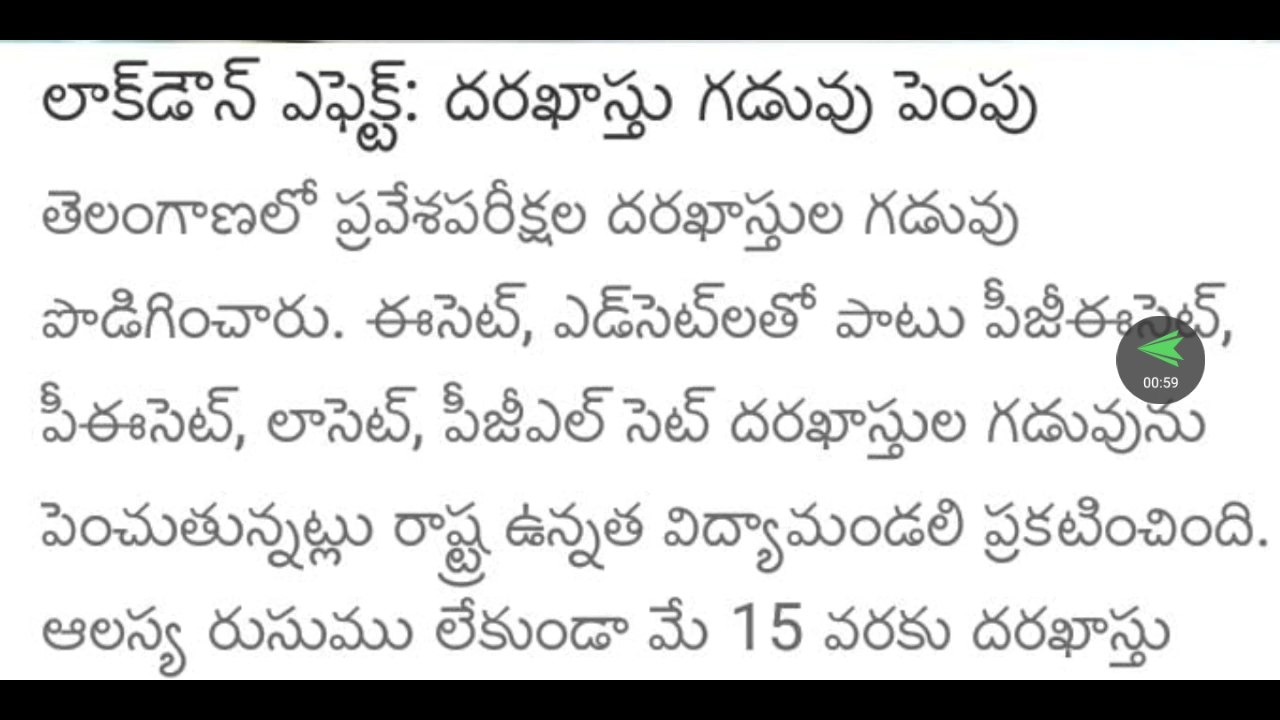 లాక్‌డౌన్ ఎఫెక్ట్: దరఖాస్తు గడువు పెంపు
తెలంగాణలో ప్రవేశపరీక్షల దరఖాస్తుల గడువు
పొడిగించారు. ఈసెట్, ఎడ్‌సెట్‌లతో పాటు పీజీఈసెట్,
00:59
పీఈసెట్, లాసెట్, పీజీఎల్ సెట్ దరఖాస్తుల గడువును
పెంచుతున్నట్లు రాష్ట్ర ఉన్నత విద్యామండలి ప్రకటించింది.
ఆలస్య రుసుము లేకుండా మే 15 వరకు దరఖాస్తు